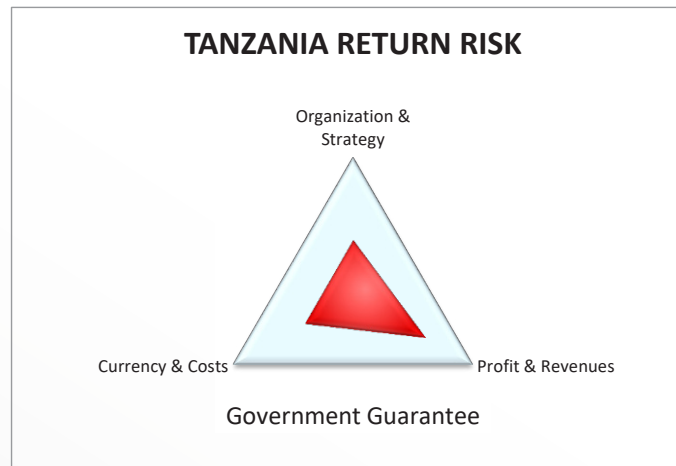 TANZANIA RETURN RISK
Organization &
Strategy
Currency & Costs
Profit & Revenues
Government Guarantee